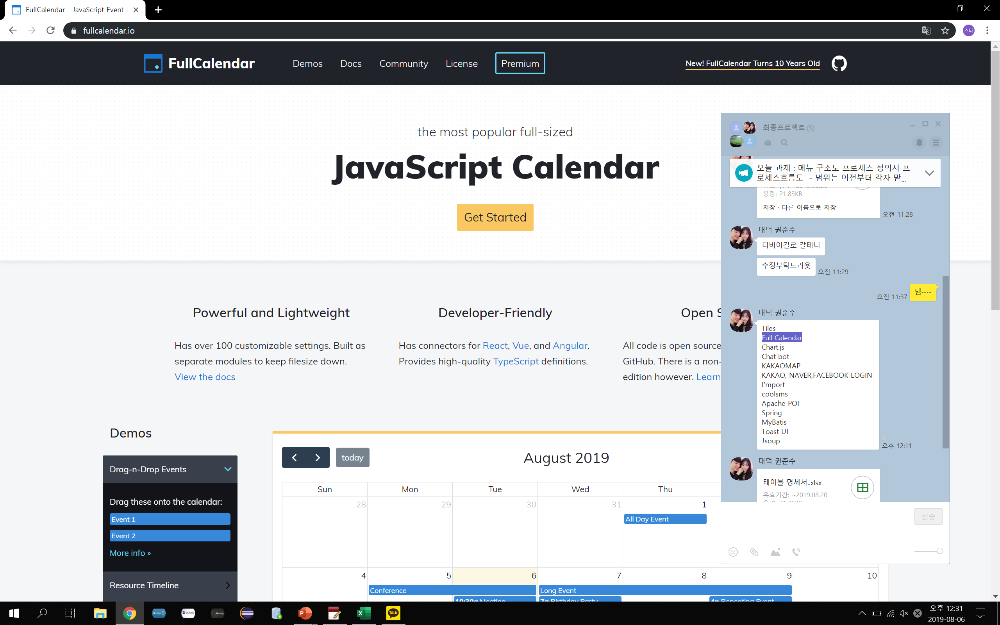 FullCalendar - JavaScript Event
fullcalendar.io
스타
FullCalendar
Demos
Docs
Community
License
Premium
New! FullCalendar Turns 10 Years Old
the most popular full-sized
JavaScript Calendar
Get Started
Powerful and Lightweight
Has over 100 customizable settings. Built as
separate modules to keep filesize down.
View the docs
Developer-Friendly
Has connectors for React, Vue, and Angular.
Provides high-quality TypeScript definitions.
Open S
All code is open source
GitHub. There is a non-
edition however. Learn
Demos
Drag-n-Drop Events
Drag these onto the calendar:
Event 1
Event 2
More info »
Resource Timeline
today
August 2019
Sun Mon Tue Wed Thu
28 29 30 31 1
All Day Event
4 5 6 7 8 9 10
Conference
Long Event
10:30a Meeting
7a Birthday Party
4p Repeating Event
최종프로젝트 (5)
오늘 과제 : 메뉴 구조도 프로세스 정의서 프
로세스흐름도 - 범위는 이전부터 각자 맡...
용량: 21.83KB
저장 · 다른 이름으로 저장
오전 11:28
대덕 권준수
디비이걸로 갈테니
수정부탁드려욧
오전 11:29
넴~~
오전 11:37
대덕 권준수
Tiles
Full Calendar
Chart.js
Chat bot
KAKAOMAP
KAKAO, NAVER,FACEBOOK LOGIN
I'mport
coolsms
Apache POI
Spring
MyBatis
Toast UI
Jsoup
3
오후 12:11
대덕 권준수
테이블 명세서..xlsx
유효기간: ~2019.08.20
전송
eclipse
TALK
오후 12:31
2019-08-06